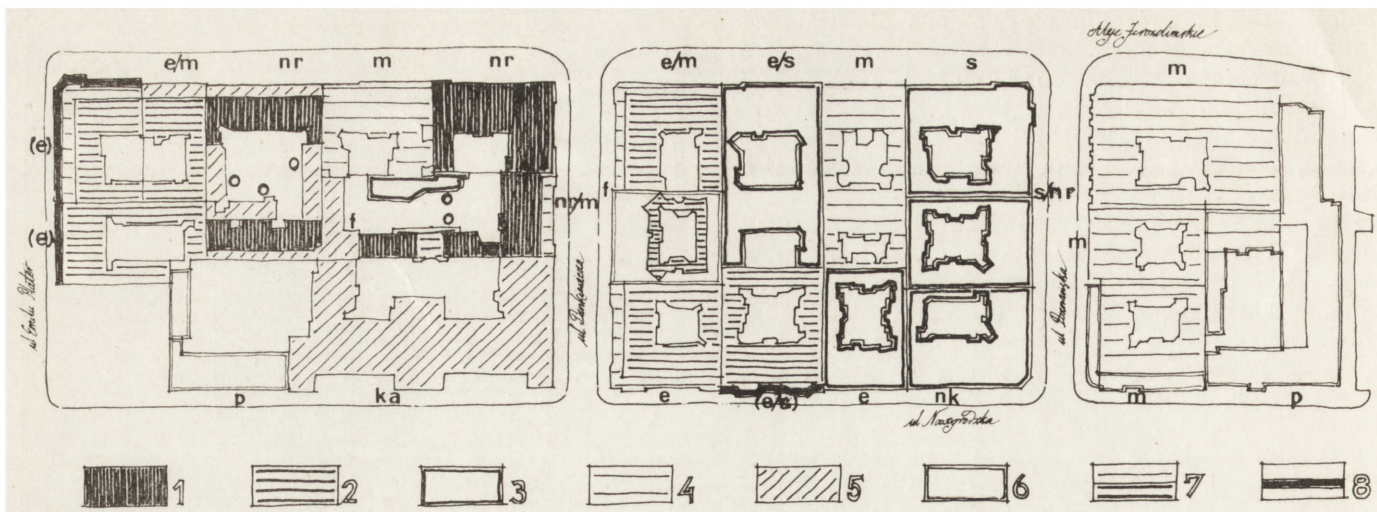 Aleje Jerozolimskie
e/m nr m nr e/m e/s m s m
(e)
(e)
nr/m
f
f
s/nr
m
ul. Emilii Plater
ul. Pankiewicza
ul. Poznańska
p ka e (e/s) e nk m p
ul. Nowogrodzka
1 2 3 4 5 6 7 8